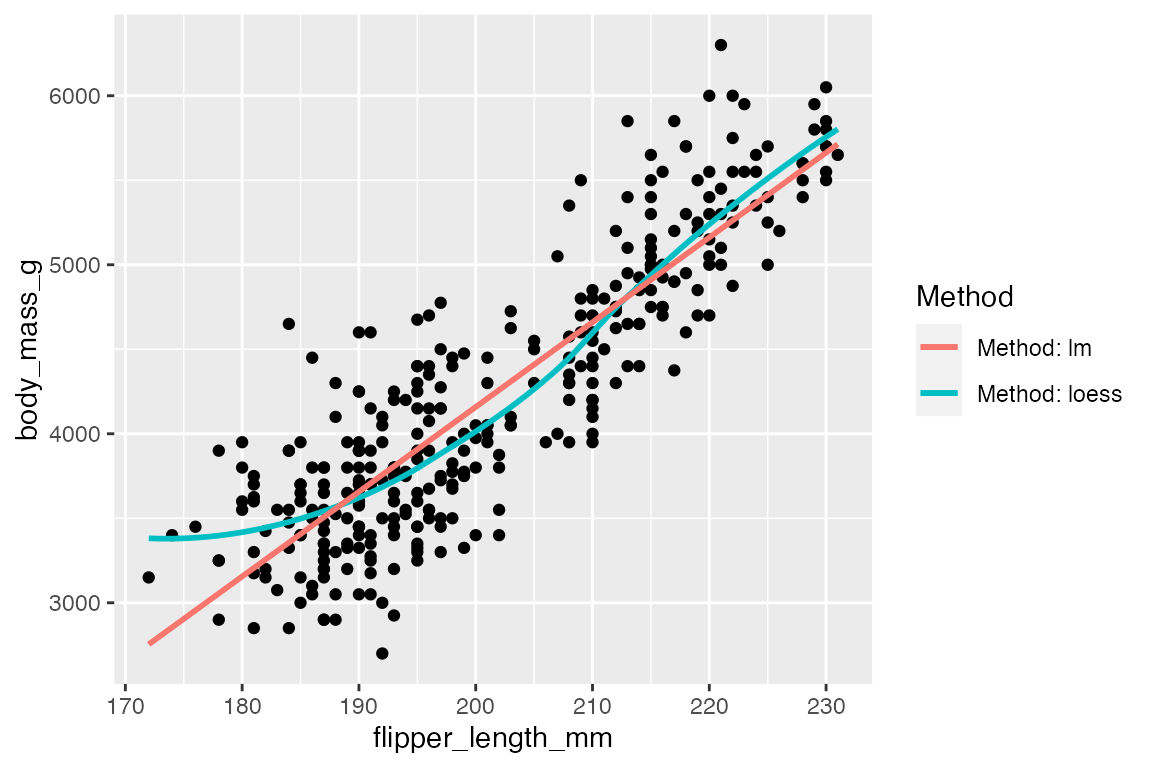 6000
5000
4000
3000
body_mass_g
170 180 190 200 210 220 230
flipper_length_mm
Method
Method: lm
Method: loess